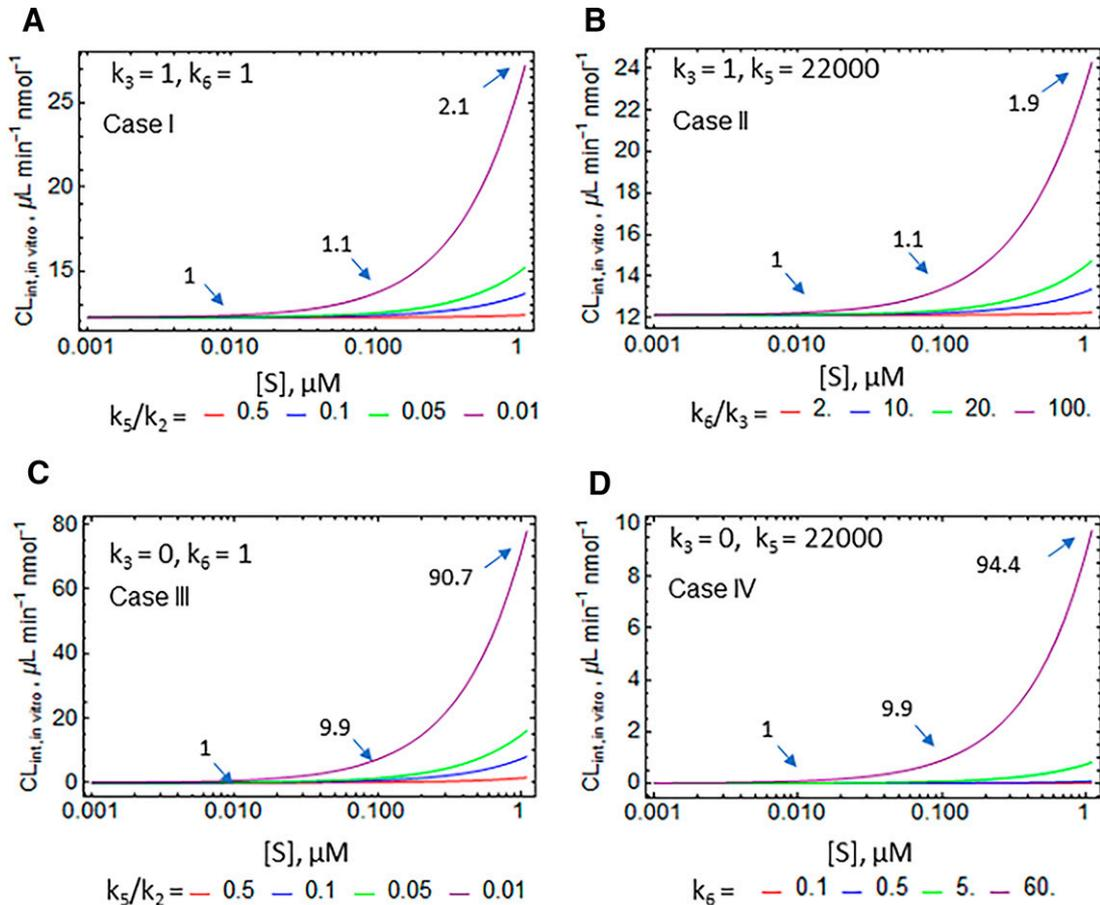 A
CL_int,in vitro , μL min⁻¹ nmol⁻¹
k₃ = 1, k₆ = 1
Case I
25
20
15
2.1
1.1
1
0.001 0.010 0.100 1
[S], μM
k₅/k₂ = 0.5 0.1 0.05 0.01
B
CL_int,in vitro , μL min⁻¹ nmol⁻¹
k₃ = 1, k₅ = 22000
Case II
24
22
20
18
16
14
12
1.9
1.1
1
0.001 0.010 0.100 1
[S], μM
k₆/k₃ = 2. 10. 20. 100.
C
CL_int,in vitro , μL min⁻¹ nmol⁻¹
k₃ = 0, k₆ = 1
Case III
80
60
40
20
0
90.7
9.9
1
0.001 0.010 0.100 1
[S], μM
k₅/k₂ = 0.5 0.1 0.05 0.01
D
CL_int,in vitro , μL min⁻¹ nmol⁻¹
k₃ = 0, k₅ = 22000
Case IV
10
8
6
4
2
0
94.4
9.9
1
0.001 0.010 0.100 1
[S], μM
k₆ = 0.1 0.5 5. 60.